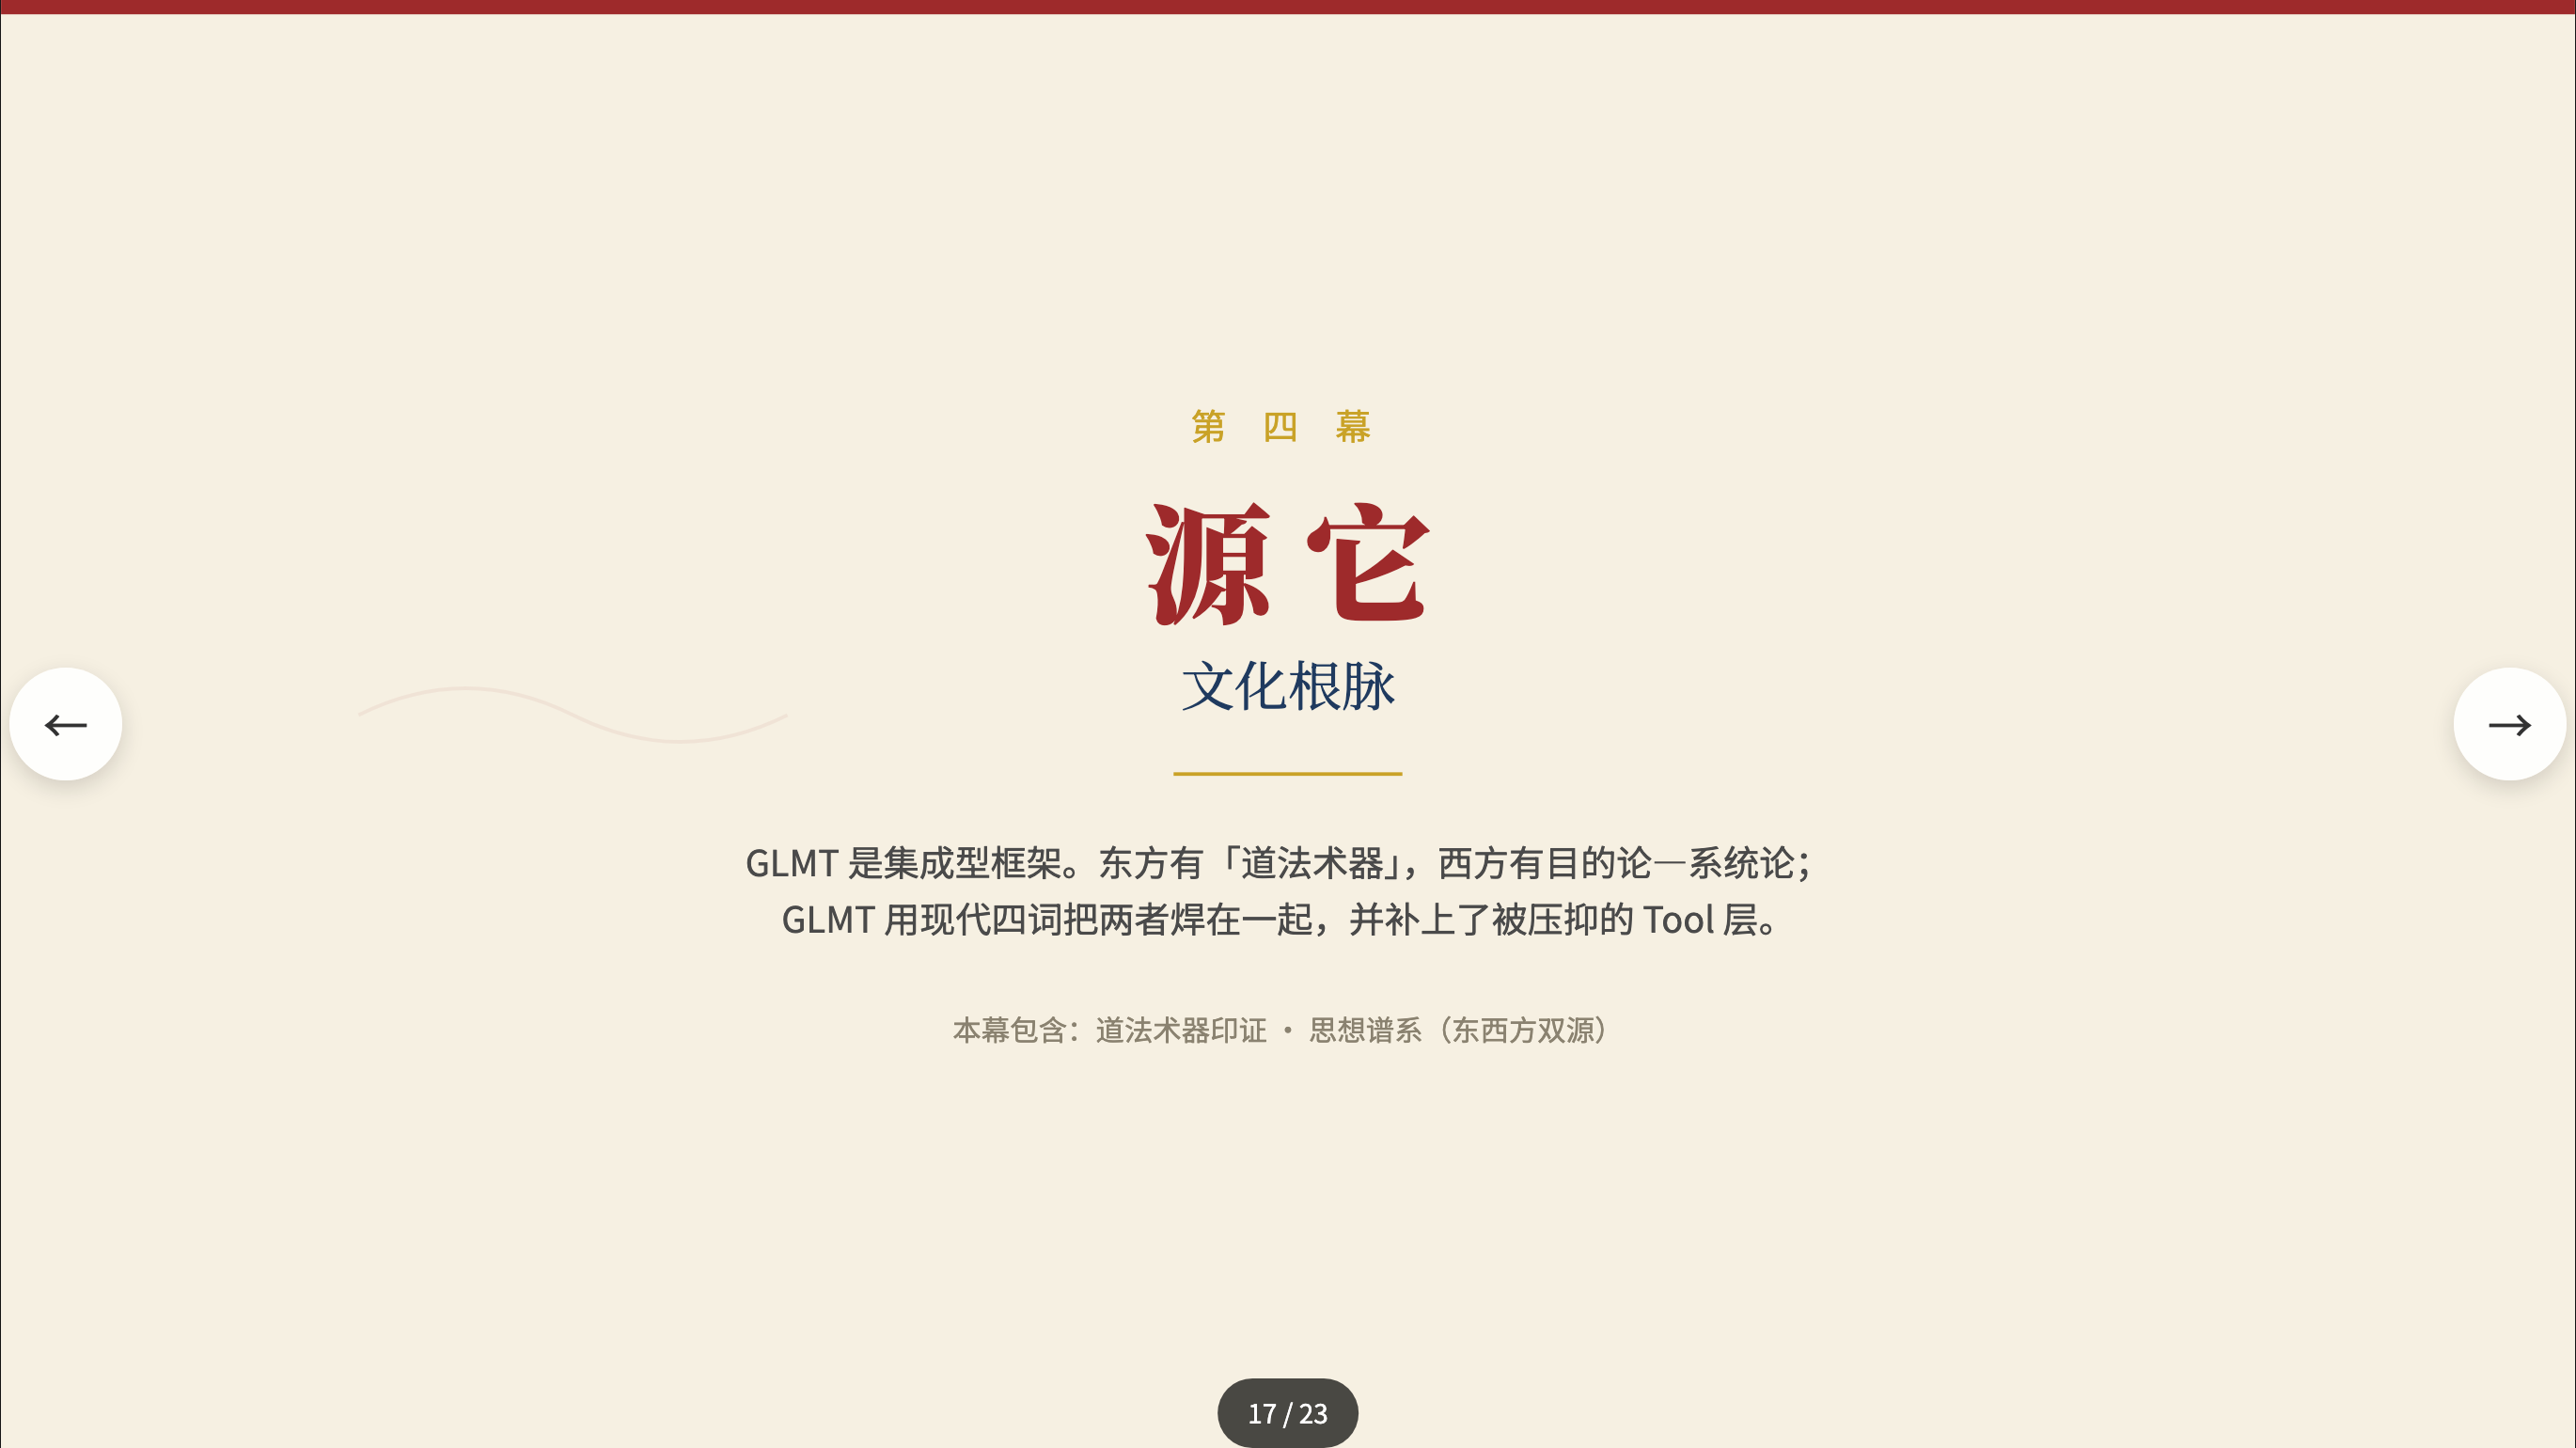 第四幕
源它
文化根脉
GLMT 是集成型框架。东方有「道法术器」，西方有目的论—系统论；
GLMT 用现代四词把两者焊在一起，并补上了被压抑的 Tool 层。
本幕包含：道法术器印证 · 思想谱系（东西方双源）
←
→
17 / 23